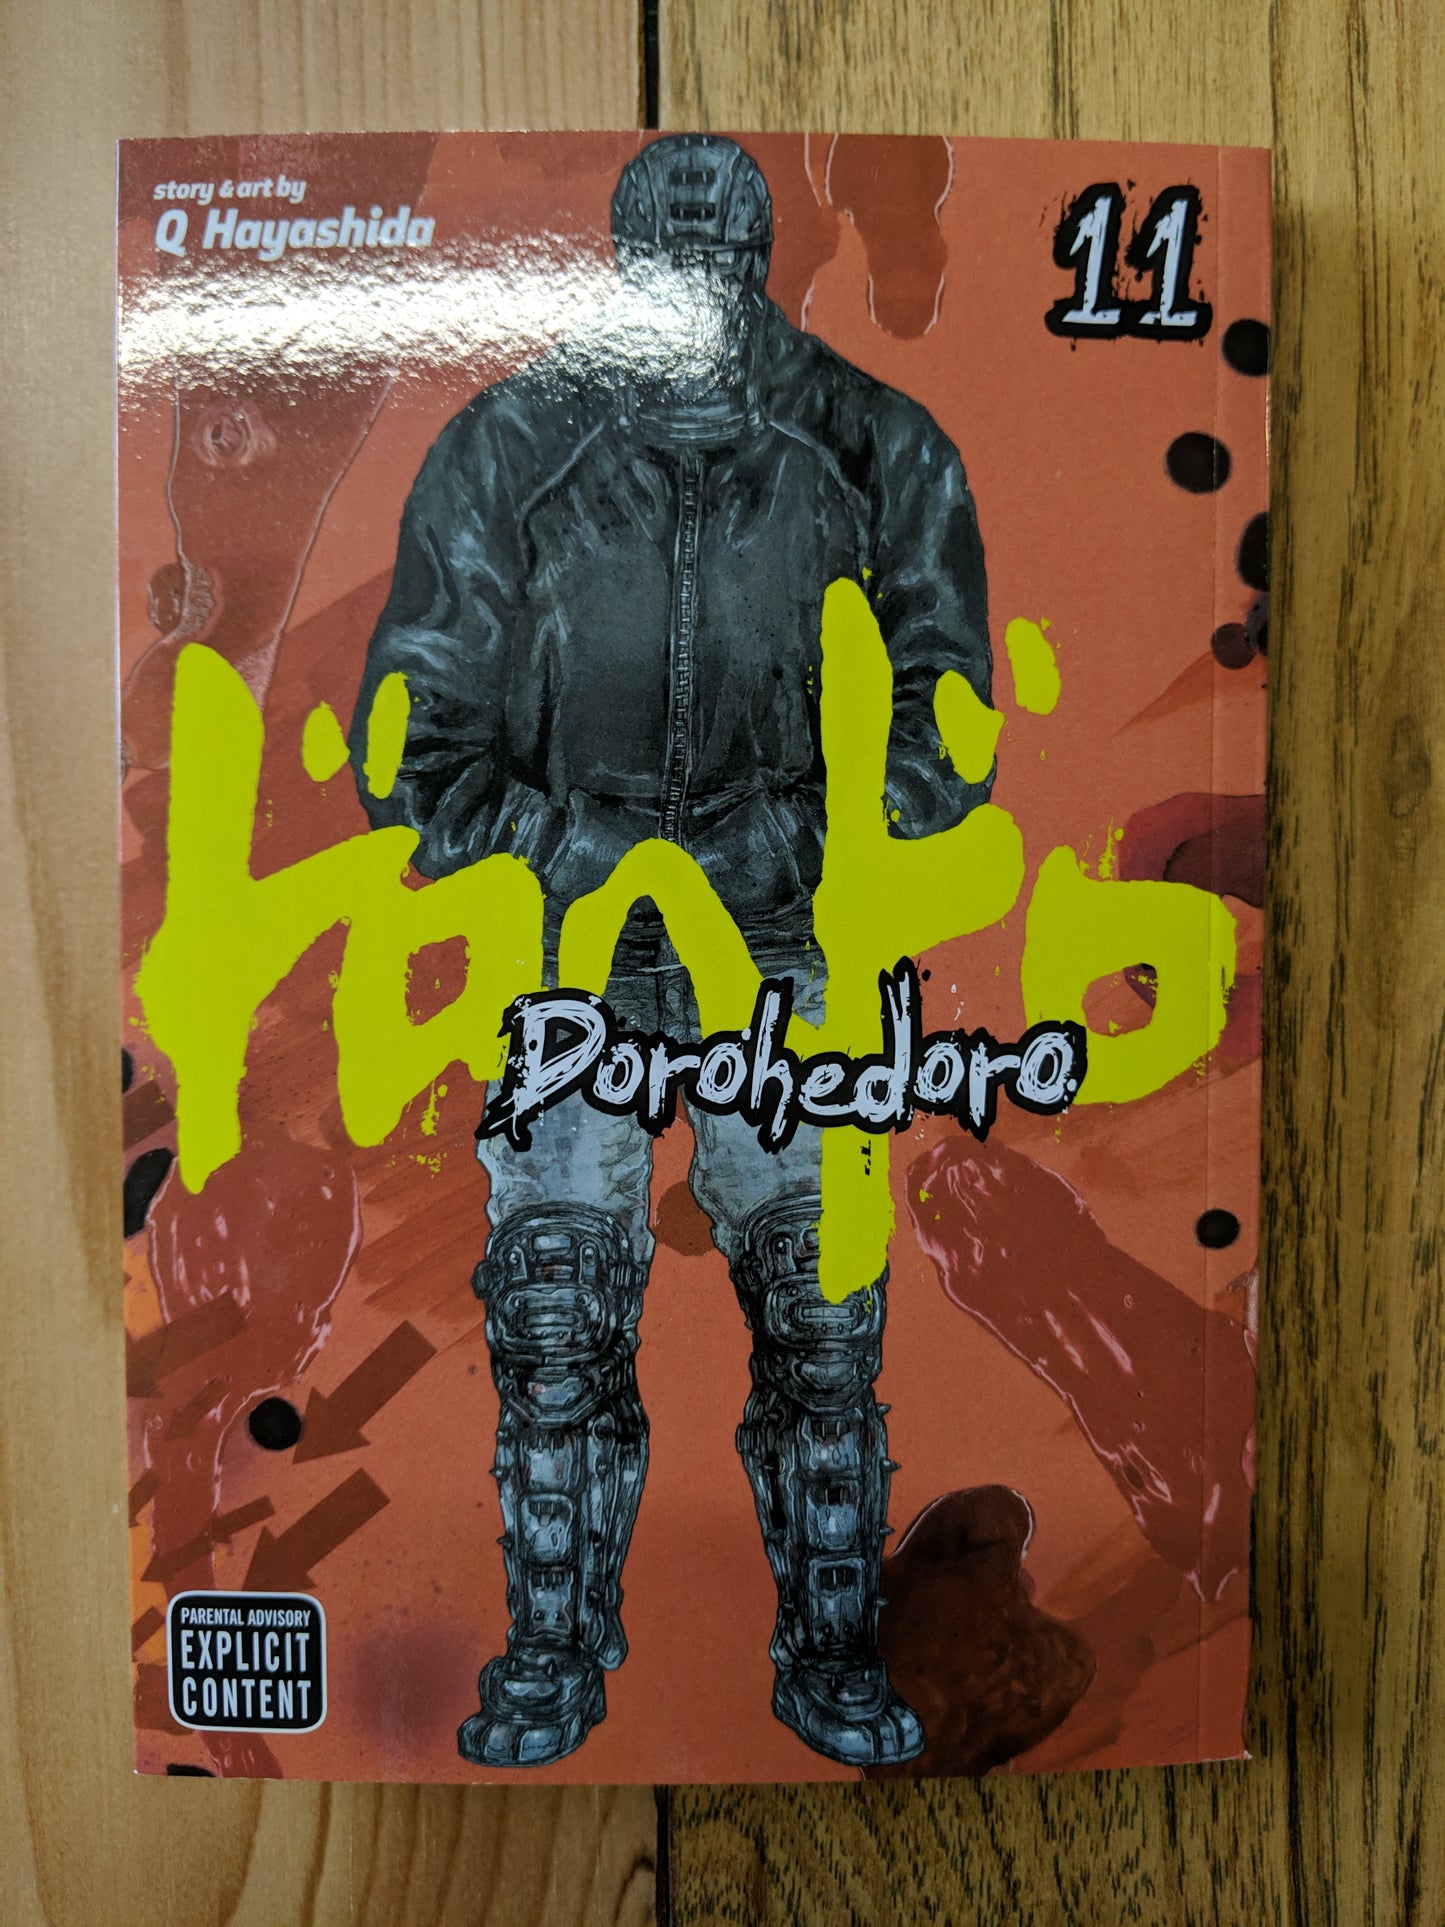 story & art by
Q Hayashida
11
ドロヘドロ
Dorohedoro
PARENTAL ADVISORY
EXPLICIT
CONTENT